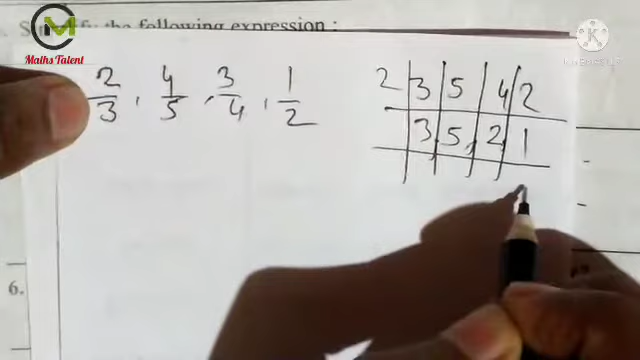 Simplify the following expression :
M
Maths Talent
K
2/3 , 4/5 , 3/4 , 1/2
2 | 3 | 5 | 4 | 2
3, 5, 2, 1
6.